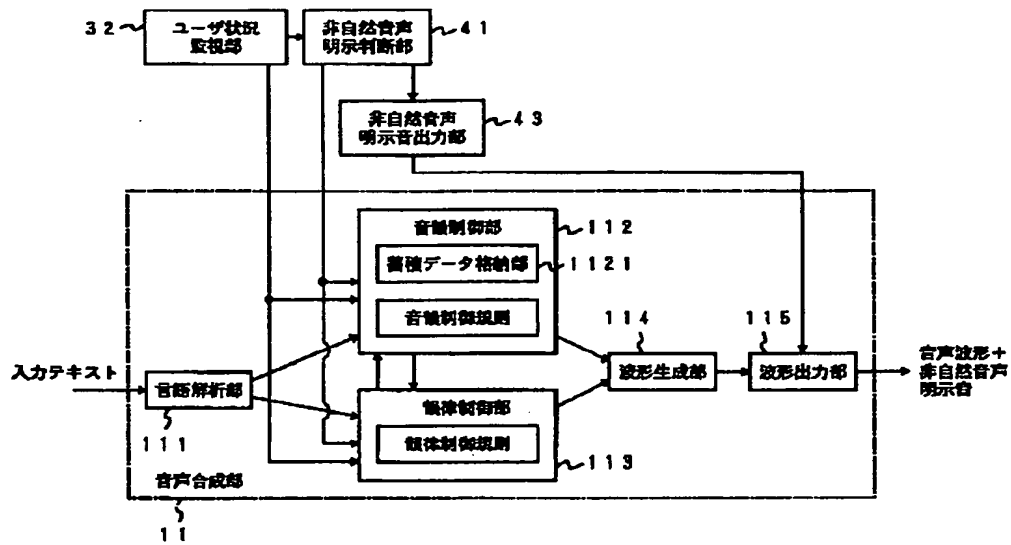 32
ユーザ状況
監視部
非自然音声
明示判断部
41
非自然音声
明示音出力部
43
音韻制御部
112
蓄積データ格納部
1121
音韻制御規則
114
115
入力テキスト
言語解析部
111
波形生成部
波形出力部
音声波形+
非自然音声
明示音
韻律制御部
韻律制御規則
113
音声合成部
11